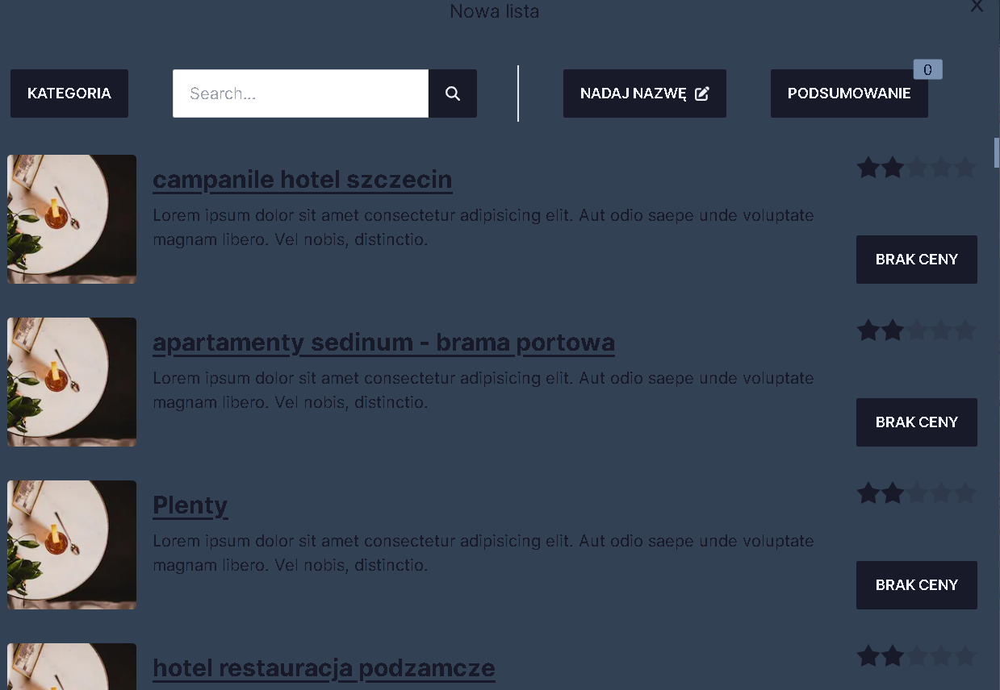 Nowa lista
X
KATEGORIA
Search...
NADAJ NAZWĘ
PODSUMOWANIE
0
campanile hotel szczecin
Lorem ipsum dolor sit amet consectetur adipisicing elit. Aut odio saepe unde voluptate
magnam libero. Vel nobis, distinctio.
BRAK CENY
apartamenty sedinum - brama portowa
Lorem ipsum dolor sit amet consectetur adipisicing elit. Aut odio saepe unde voluptate
magnam libero. Vel nobis, distinctio.
BRAK CENY
Plenty
Lorem ipsum dolor sit amet consectetur adipisicing elit. Aut odio saepe unde voluptate
magnam libero. Vel nobis, distinctio.
BRAK CENY
hotel restauracja podzamcze